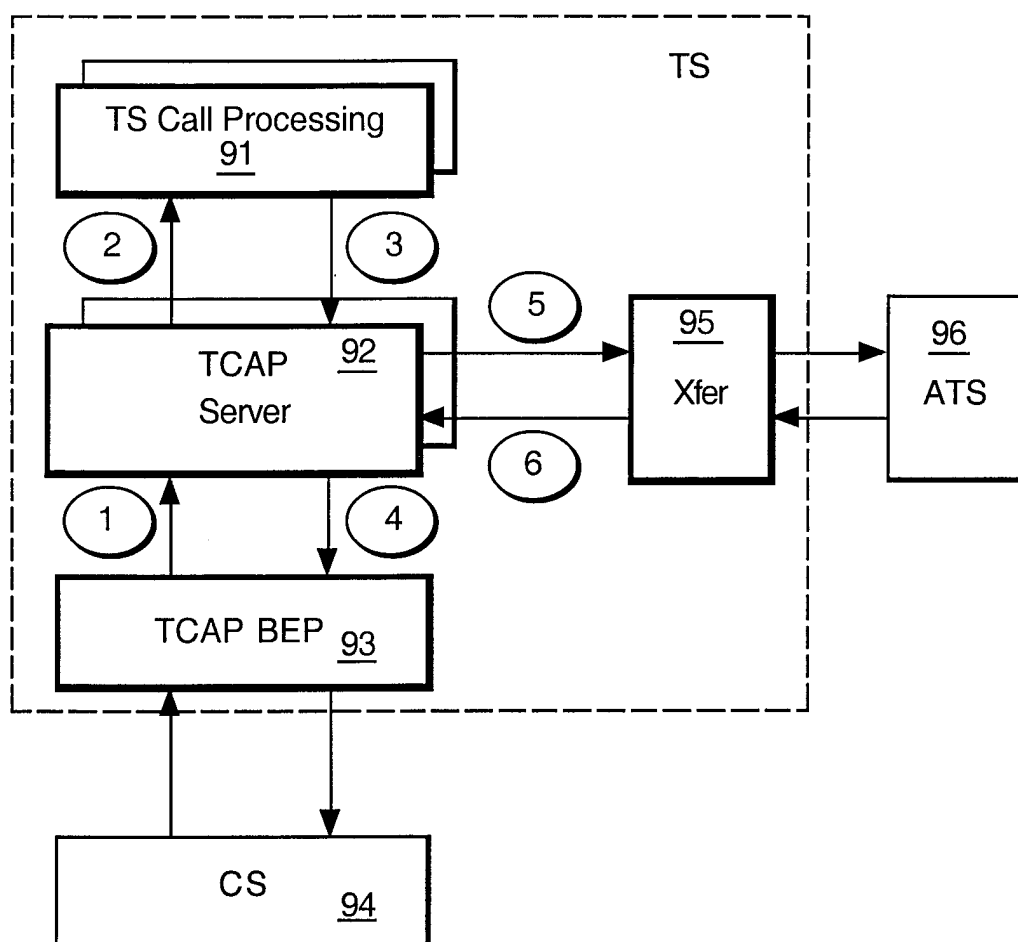 TS
TS Call Processing
91
2
3
5
92
TCAP
Server
95
Xfer
96
ATS
6
1
4
TCAP BEP
93
CS
94